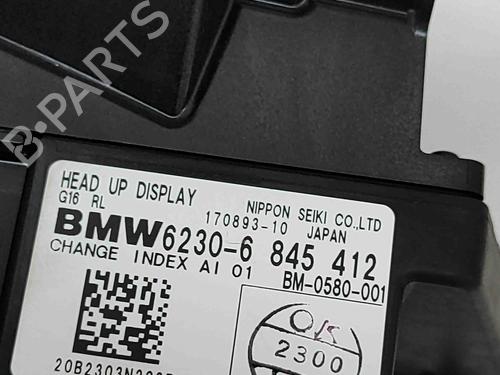 B-PARTS
HEAD UP DISPLAY NIPPON SEIKI CO.,LTD
G16 RL 170893-10 JAPAN
BMW 6230-6 845 412
CHANGE INDEX AI 01 BM-0580-001
OK
2300